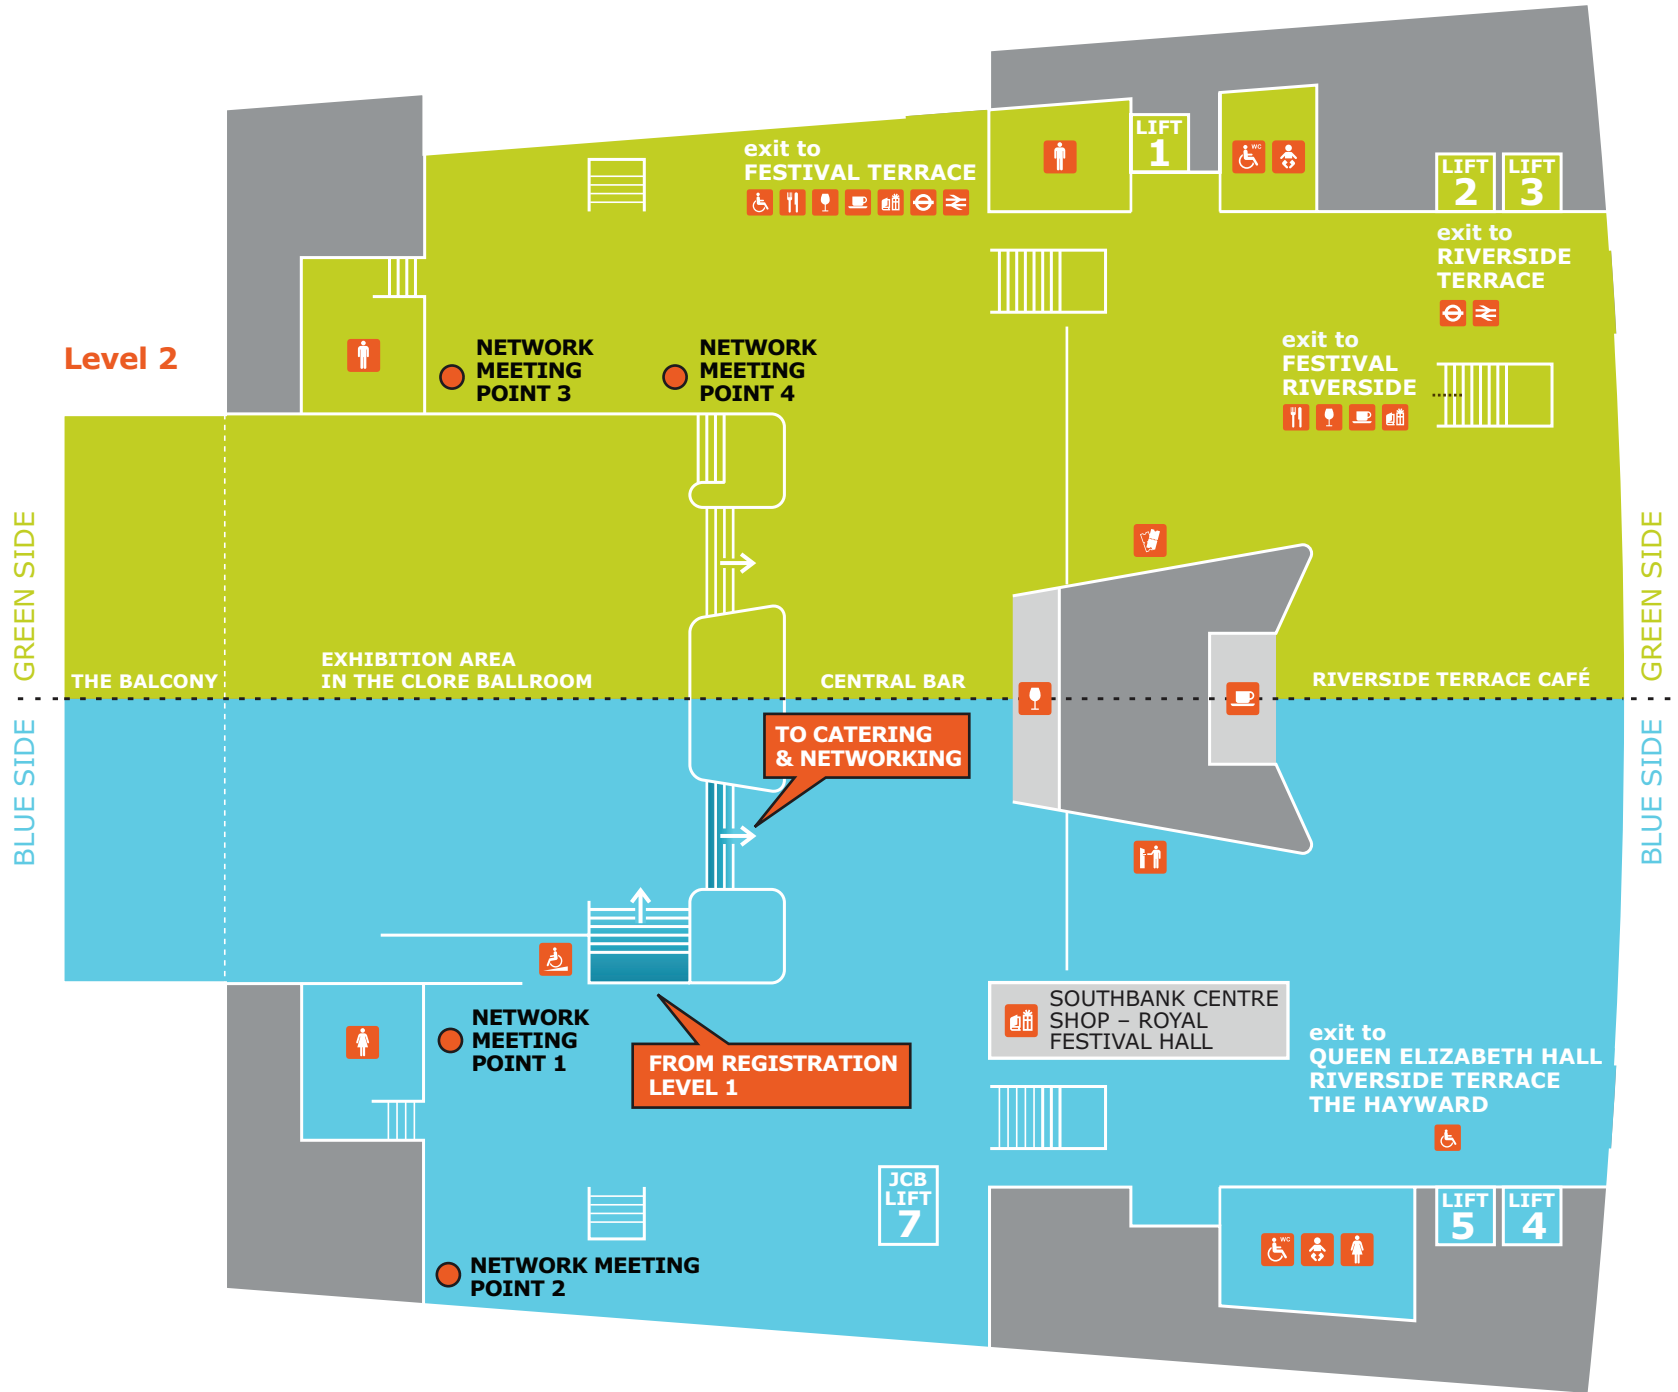 exit to
FESTIVAL TERRACE
LIFT
1
WC
LIFT
2
LIFT
3
exit to
RIVERSIDE
TERRACE
Level 2
NETWORK
MEETING
POINT 3
NETWORK
MEETING
POINT 4
exit to
FESTIVAL
RIVERSIDE
GREEN SIDE
GREEN SIDE
THE BALCONY
EXHIBITION AREA
IN THE CLORE BALLROOM
CENTRAL BAR
RIVERSIDE TERRACE CAFÉ
BLUE SIDE
BLUE SIDE
TO CATERING
& NETWORKING
NETWORK
MEETING
POINT 1
FROM REGISTRATION
LEVEL 1
SOUTHBANK CENTRE
SHOP – ROYAL
FESTIVAL HALL
exit to
QUEEN ELIZABETH HALL
RIVERSIDE TERRACE
THE HAYWARD
JCB
LIFT
7
LIFT
5
LIFT
4
WC
NETWORK MEETING
POINT 2